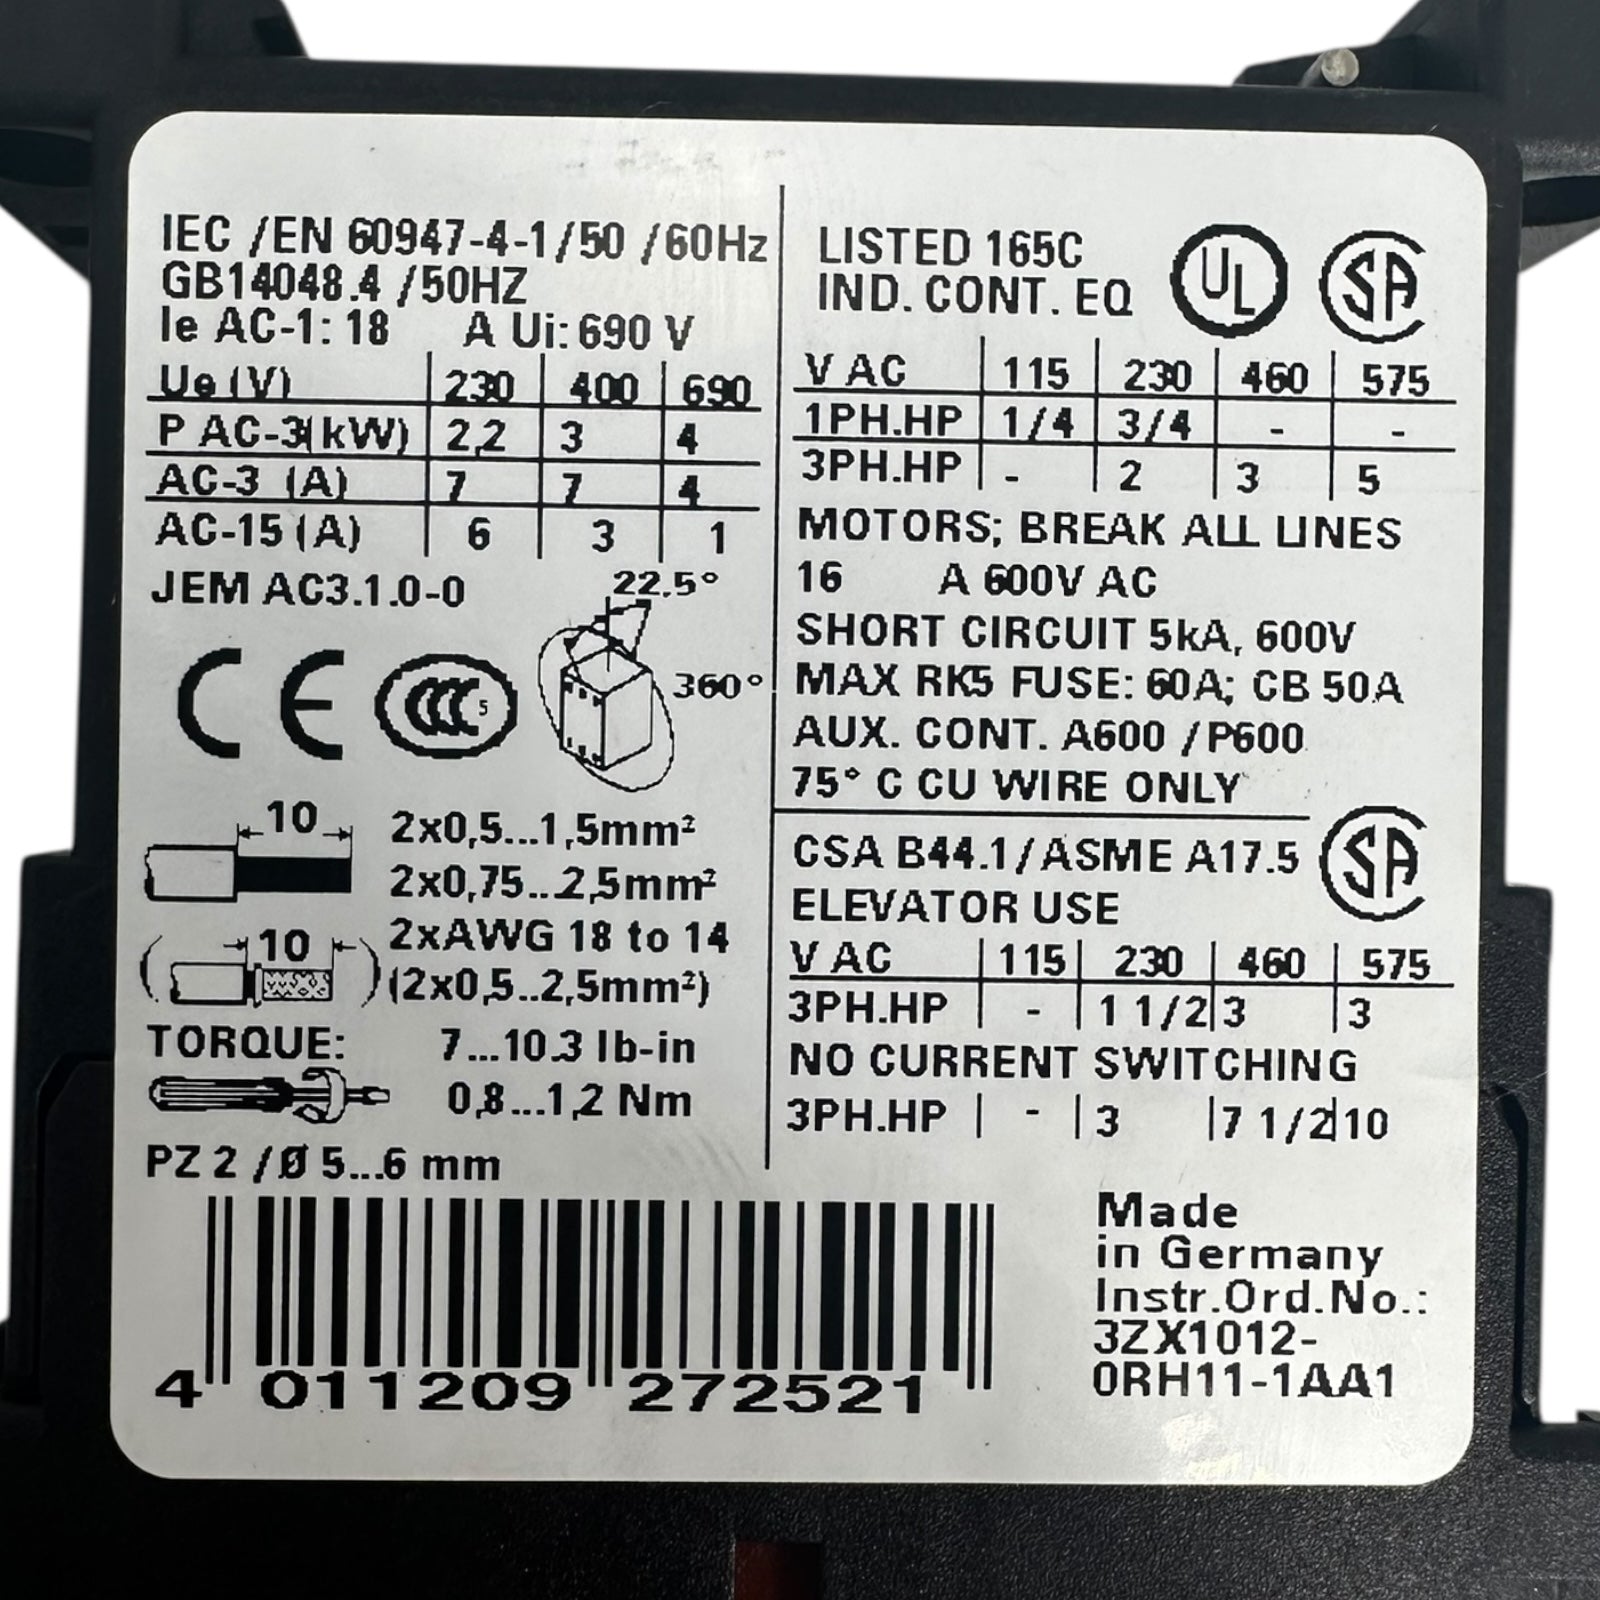 IEC /EN 60947-4-1/50 /60Hz
GB14048.4 /50HZ
Ie AC-1: 18 A Ui: 690 V
Ue (V) 230 400 690
P AC-3(kW) 2,2 3 4
AC-3 (A) 7 7 4
AC-15 (A) 6 3 1
JEM AC3.1.0-0
22.5°
360°
CE CCC S
10 2x0,5...1,5mm²
2x0,75...2,5mm²
2xAWG 18 to 14
( 10 ) (2x0,5..2,5mm²)
TORQUE: 7...10.3 lb-in
0,8...1,2 Nm
PZ 2 /Ø 5...6 mm
4 011209 272521
LISTED 165C
IND. CONT. EQ
UL SA
V AC 115 230 460 575
1PH.HP 1/4 3/4 - -
3PH.HP - 2 3 5
MOTORS; BREAK ALL LINES
16 A 600V AC
SHORT CIRCUIT 5kA, 600V
MAX RK5 FUSE: 60A; CB 50A
AUX. CONT. A600 /P600
75° C CU WIRE ONLY
CSA B44.1/ASME A17.5
SA
ELEVATOR USE
V AC 115 230 460 575
3PH.HP - 1 1/2 3 3
NO CURRENT SWITCHING
3PH.HP - 3 7 1/2 10
Made
in Germany
Instr.Ord.No.:
3ZX1012-
0RH11-1AA1